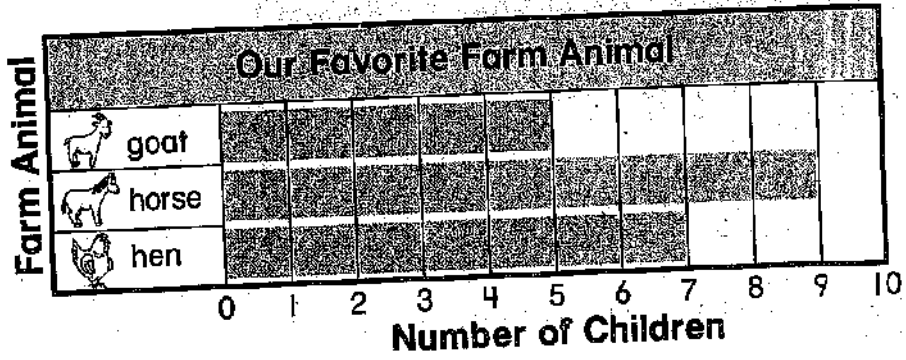 Our Favorite Farm Animal
Farm Animal
goat
horse
hen
0 1 2 3 4 5 6 7 8 9 10
Number of Children